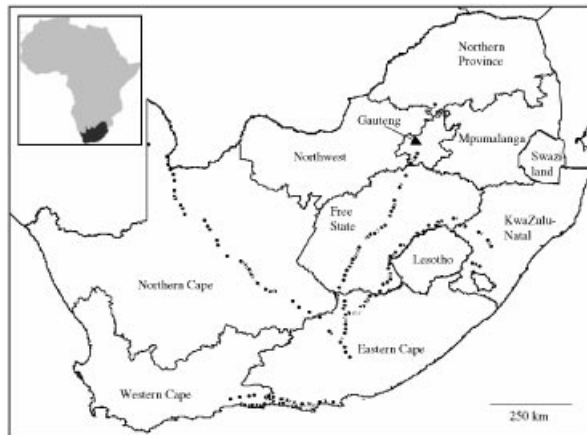 Northern
Province
Gauteng
Mpumalanga
Northwest
Swazi
land
Free
State
KwaZulu-
Natal
Lesotho
Northern Cape
Eastern Cape
Western Cape
250 km